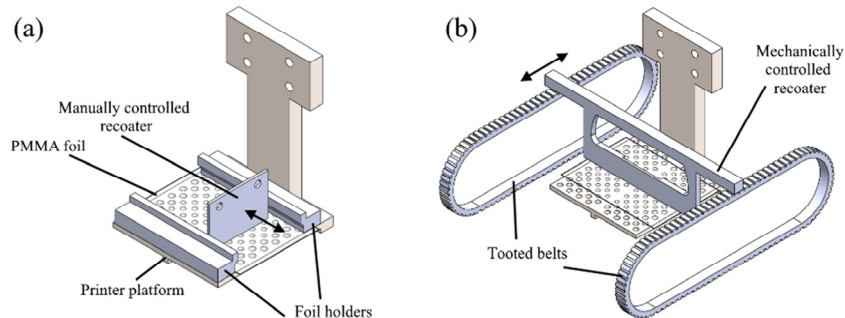 (a)
Manually controlled
recoater
PMMA foil
Printer platform
Foil holders
(b)
Mechanically
controlled
recoater
Tooted belts